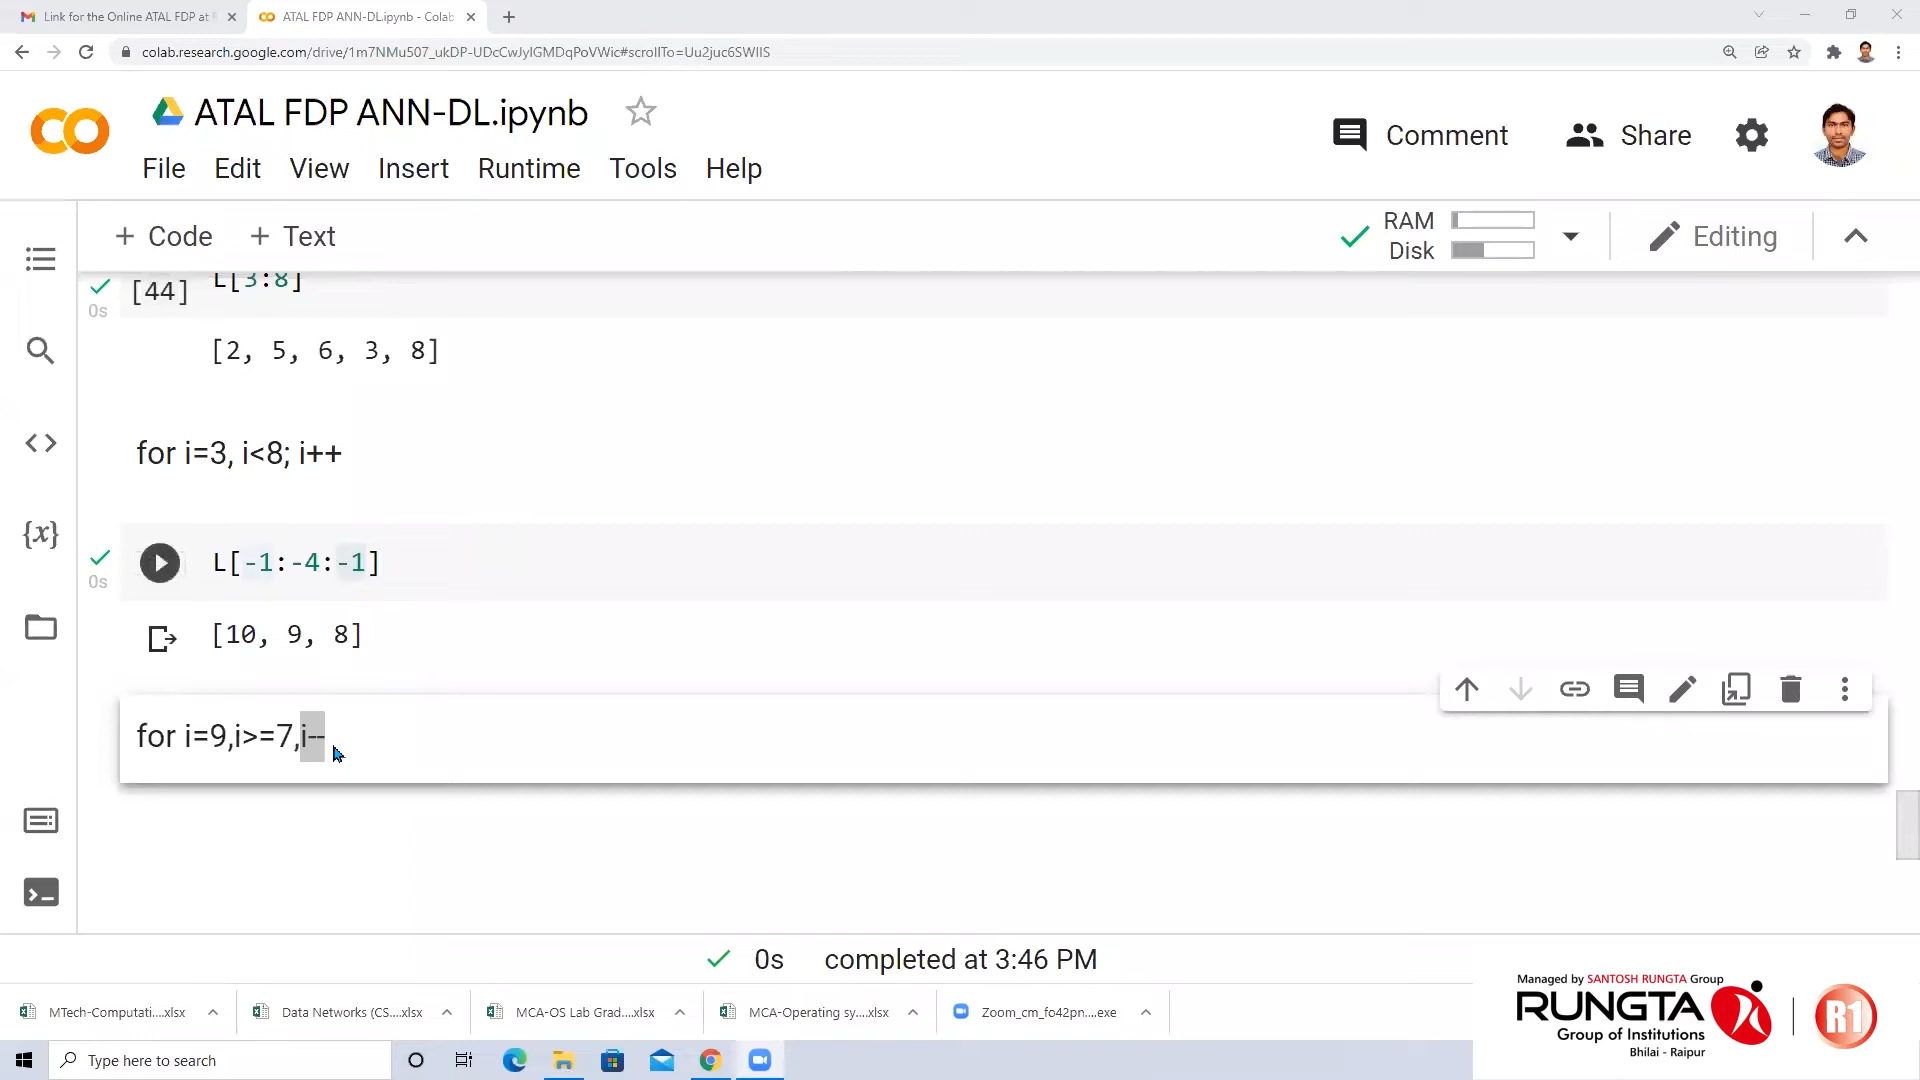 Link for the Online ATAL FDP at
ATAL FDP ANN-DL.ipynb - Colab
colab.research.google.com/drive/1m7NMu507_ukDP-UDcCwJylGMDqPoVWic#scrollTo=Uu2juc6SWIIS
ATAL FDP ANN-DL.ipynb
Comment
Share
File Edit View Insert Runtime Tools Help
+ Code + Text
RAM
Disk
Editing
[44] L[3:8]
0s
[2, 5, 6, 3, 8]
for i=3, i<8; i++
{x}
L[-1:-4:-1]
0s
[10, 9, 8]
for i=9,i>=7,i--
0s completed at 3:46 PM
Managed by SANTOSH RUNGTA Group
RUNGTA
Group of Institutions
Bhilai - Raipur
R1
MTech-Computati....xlsx
Data Networks (CS....xlsx
MCA-OS Lab Grad....xlsx
MCA-Operating sy....xlsx
Zoom_cm_fo42pn....exe
Type here to search